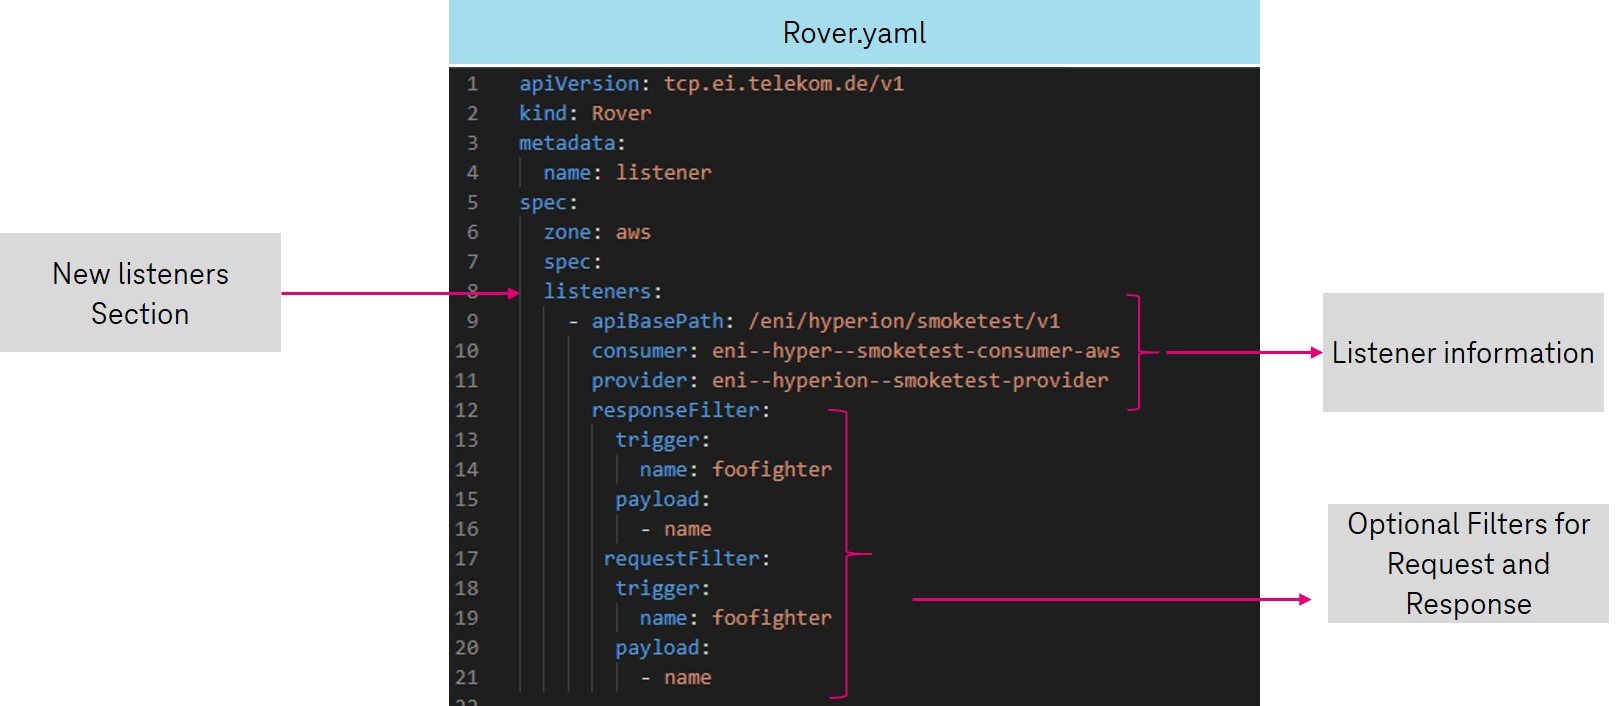 Rover.yaml
1 apiVersion: tcp.ei.telekom.de/v1
2 kind: Rover
3 metadata:
4 name: listener
5 spec:
6 zone: aws
7 spec:
8 listeners:
9 - apiBasePath: /eni/hyperion/smoketest/v1
10 consumer: eni--hyper--smoketest-consumer-aws
11 provider: eni--hyperion--smoketest-provider
12 responseFilter:
13 trigger:
14 name: foofighter
15 payload:
16 - name
17 requestFilter:
18 trigger:
19 name: foofighter
20 payload:
21 - name
New listeners
Section
Listener information
Optional Filters for
Request and
Response